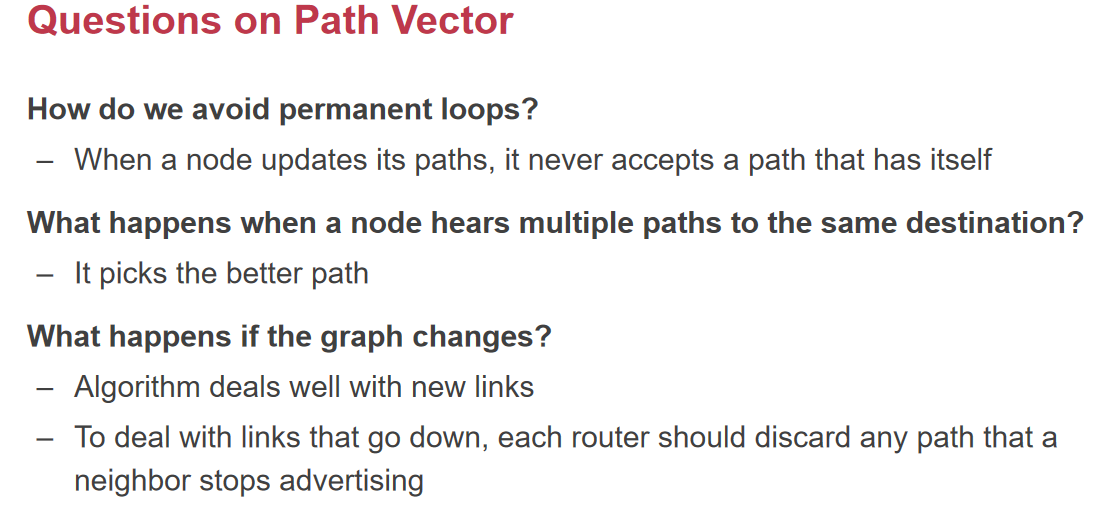 Questions on Path Vector
How do we avoid permanent loops?
– When a node updates its paths, it never accepts a path that has itself
What happens when a node hears multiple paths to the same destination?
– It picks the better path
What happens if the graph changes?
– Algorithm deals well with new links
– To deal with links that go down, each router should discard any path that a
neighbor stops advertising